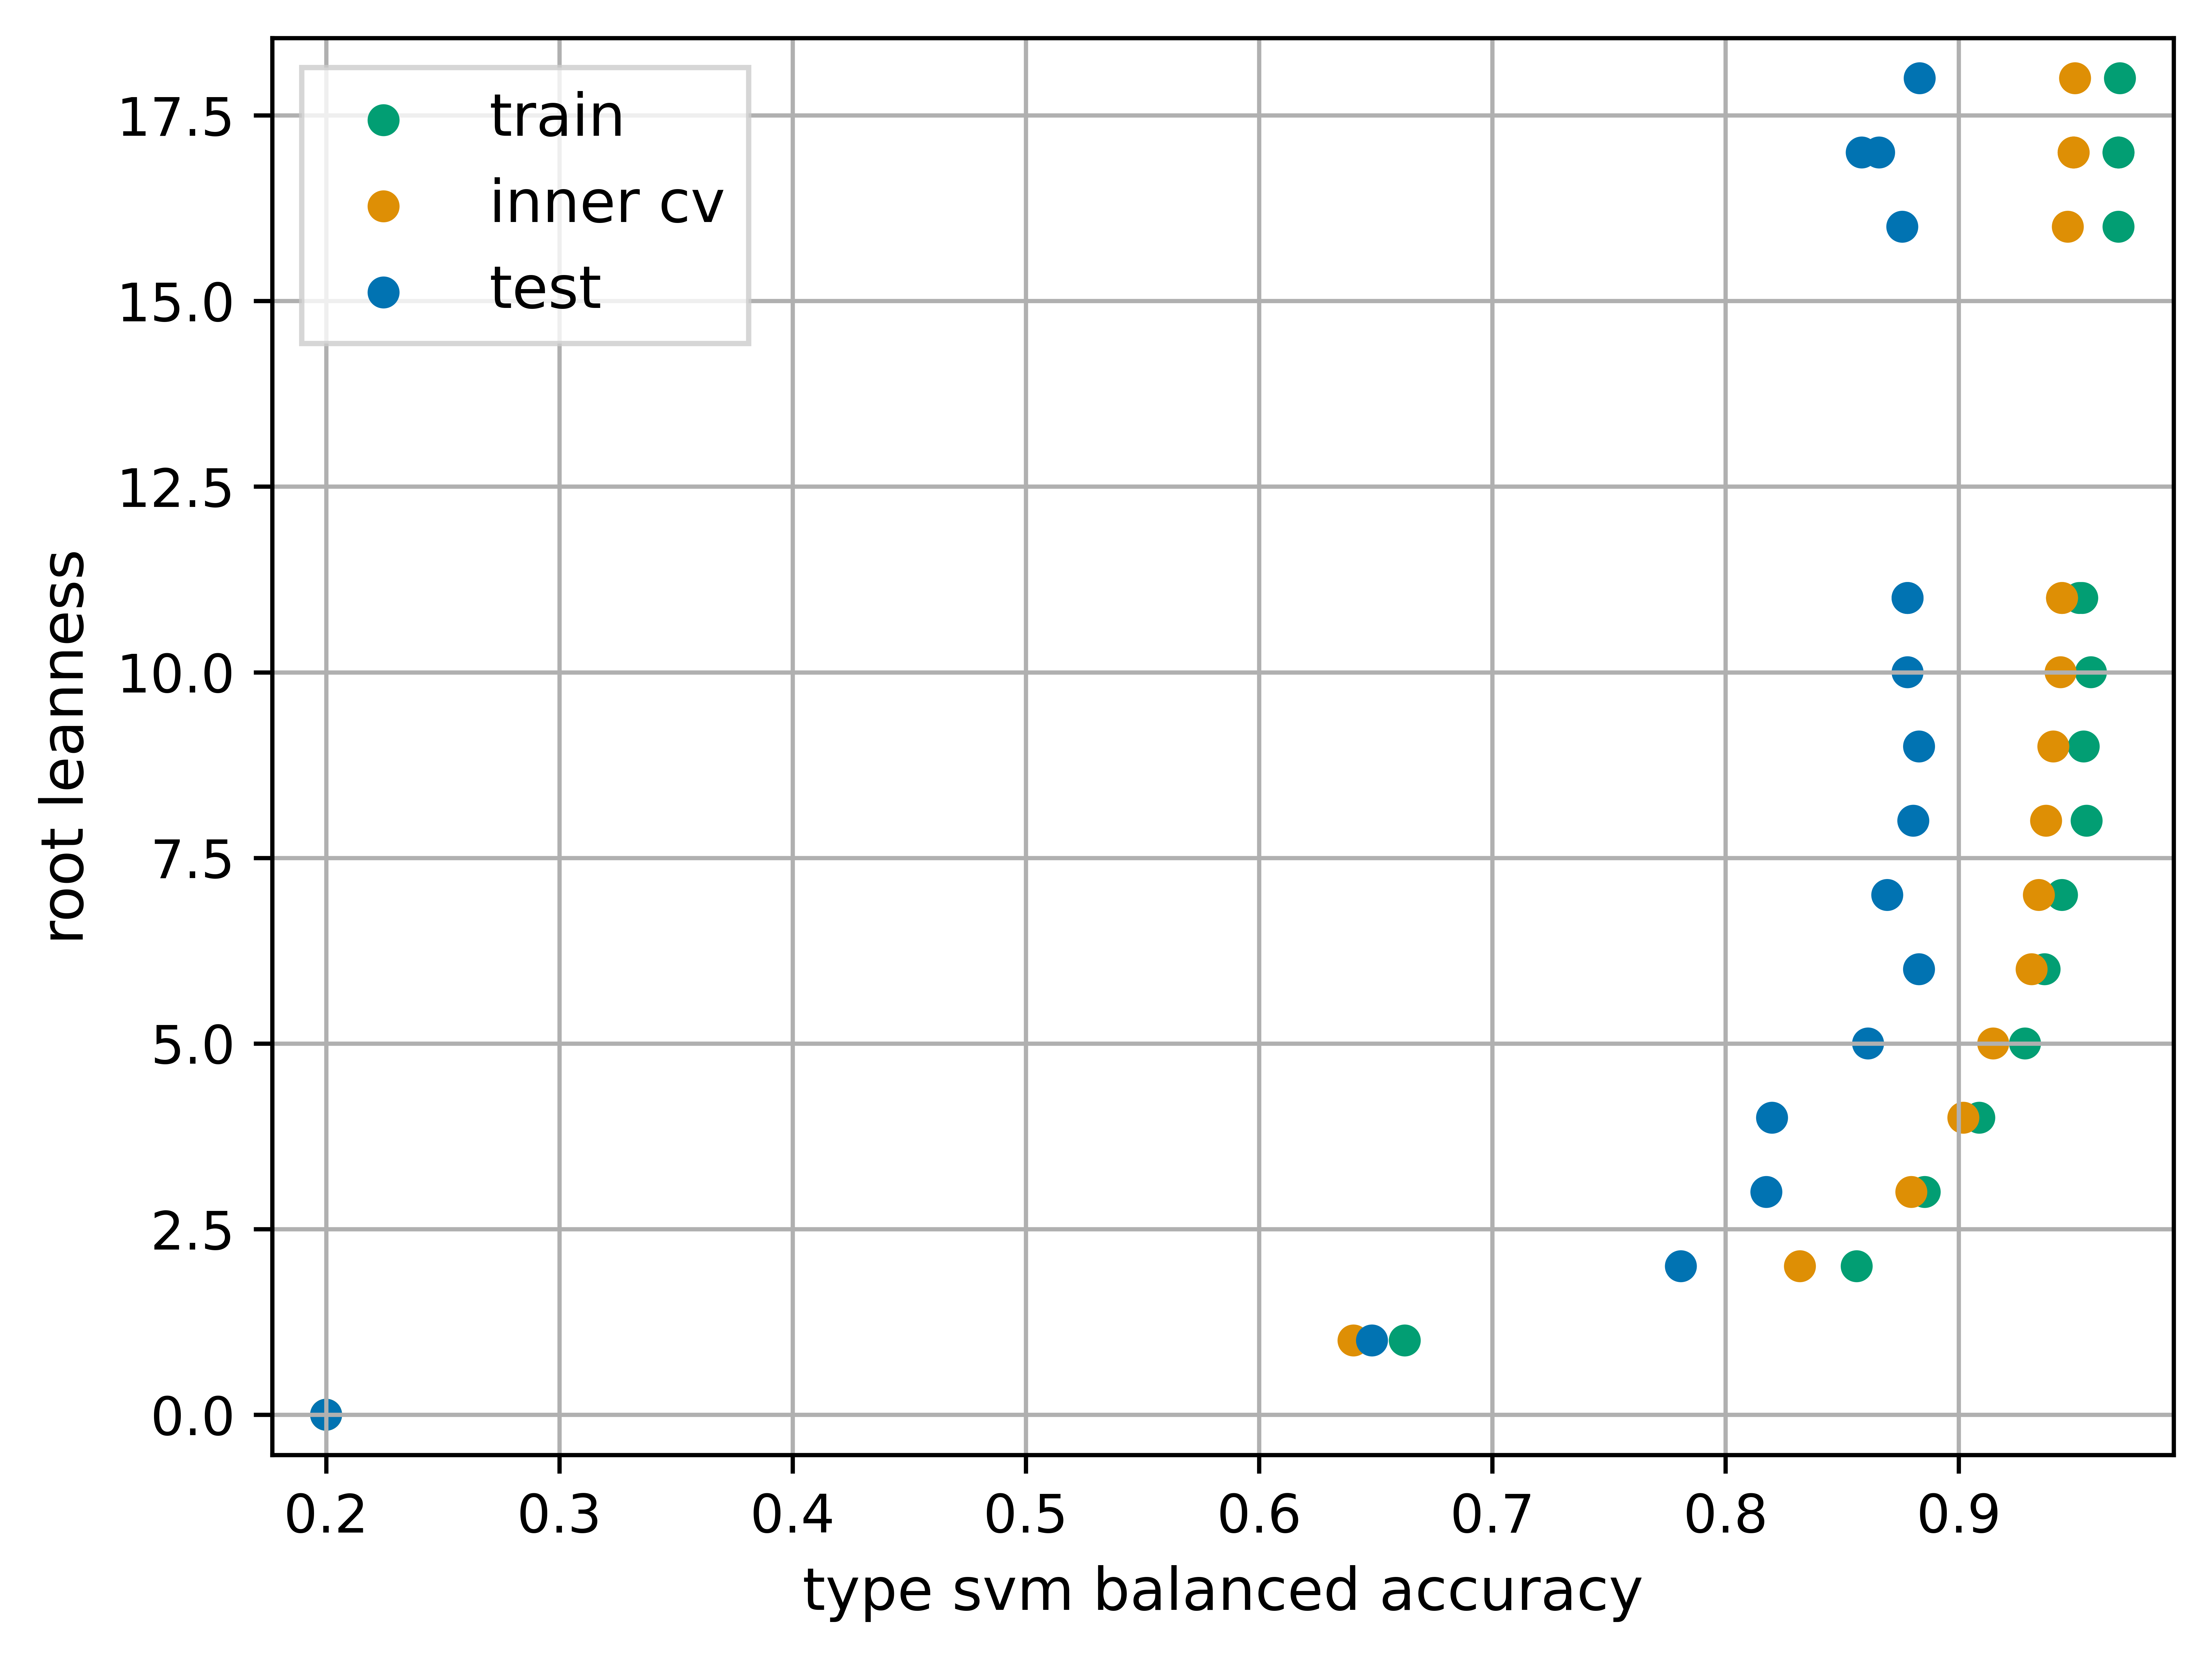 train
inner cv
test
17.5
15.0
12.5
10.0
7.5
5.0
2.5
0.0
root leanness
0.2 0.3 0.4 0.5 0.6 0.7 0.8 0.9
type svm balanced accuracy